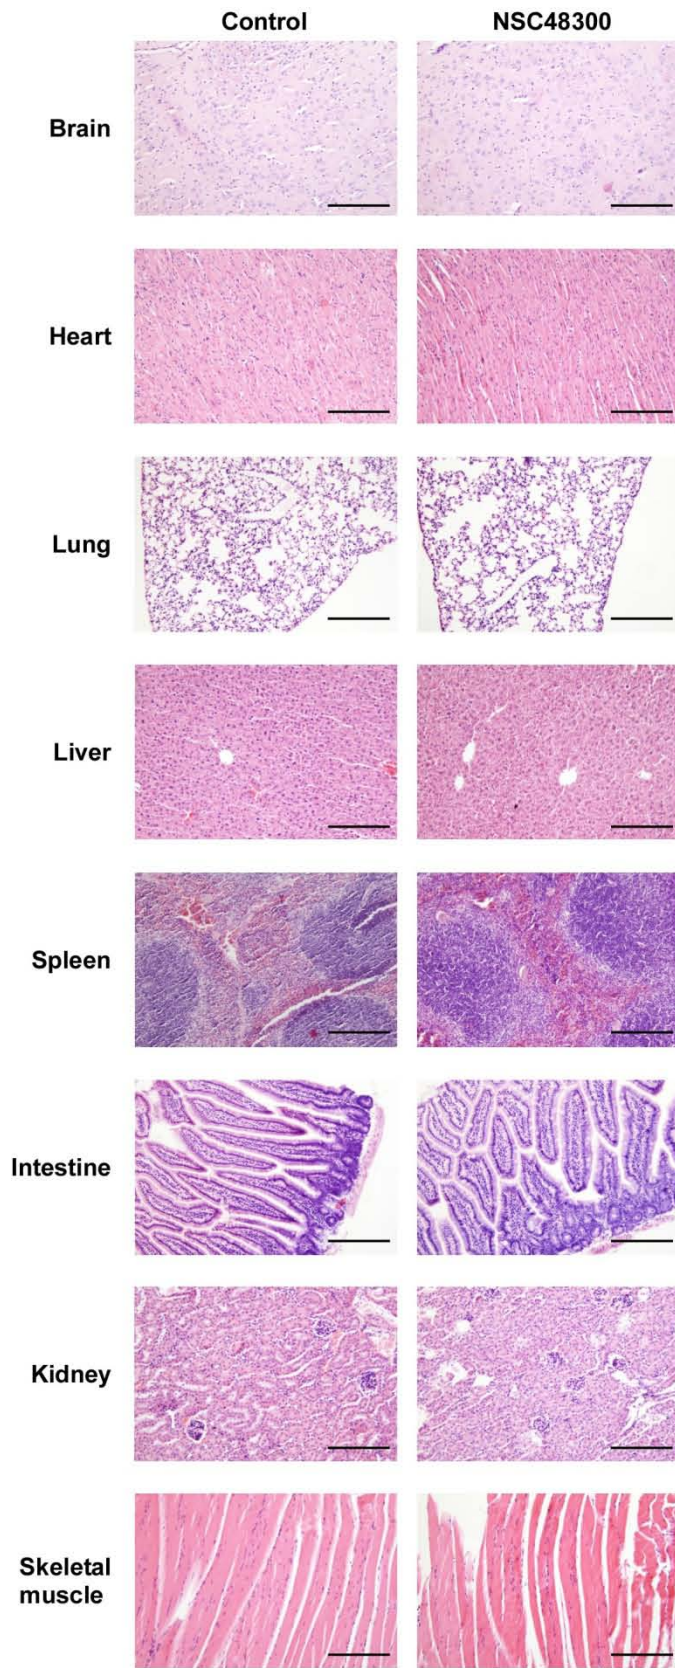 Control NSC48300
Brain
Heart
Lung
Liver
Spleen
Intestine
Kidney
Skeletal
muscle